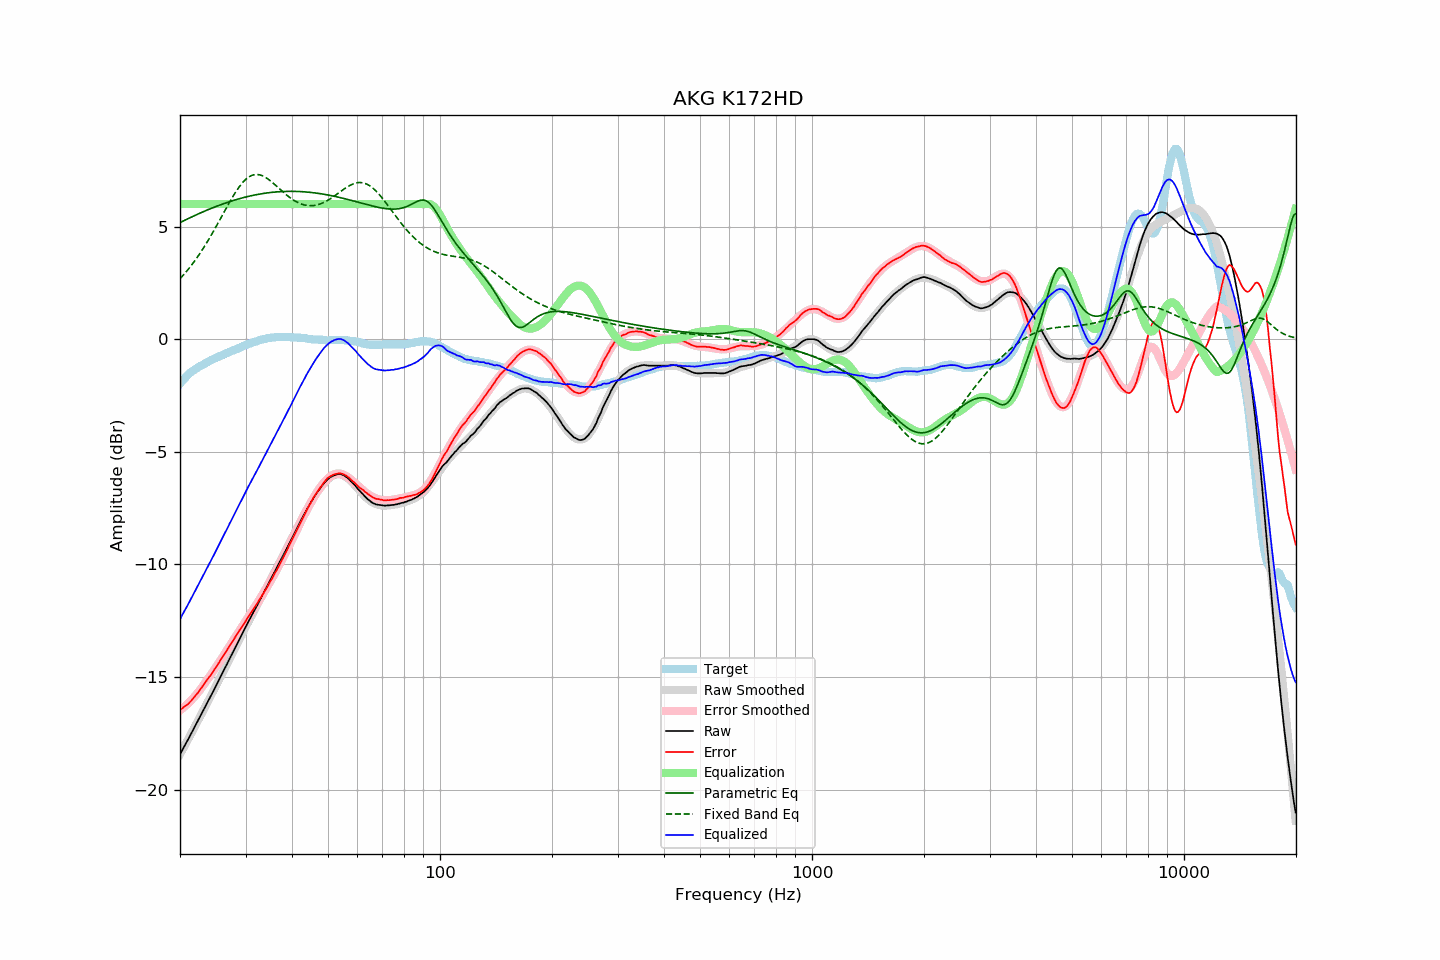 AKG K172HD
5
0
−5
−10
−15
−20
Amplitude (dBr)
100
1000
10000
Frequency (Hz)
Target
Raw Smoothed
Error Smoothed
Raw
Error
Equalization
Parametric Eq
Fixed Band Eq
Equalized